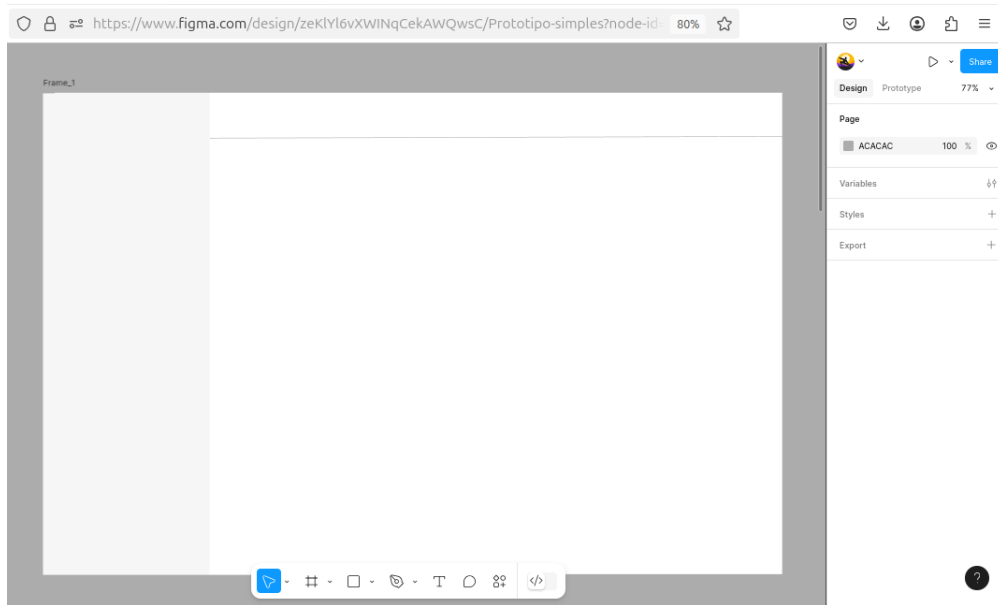 https://www.figma.com/design/zeKlYl6vXWINqCekAWQwsC/Prototipo-simples?node-id= 80%
Share
Frame_1
Design Prototype 77%
Page
ACACAC 100 %
Variables
Styles
Export